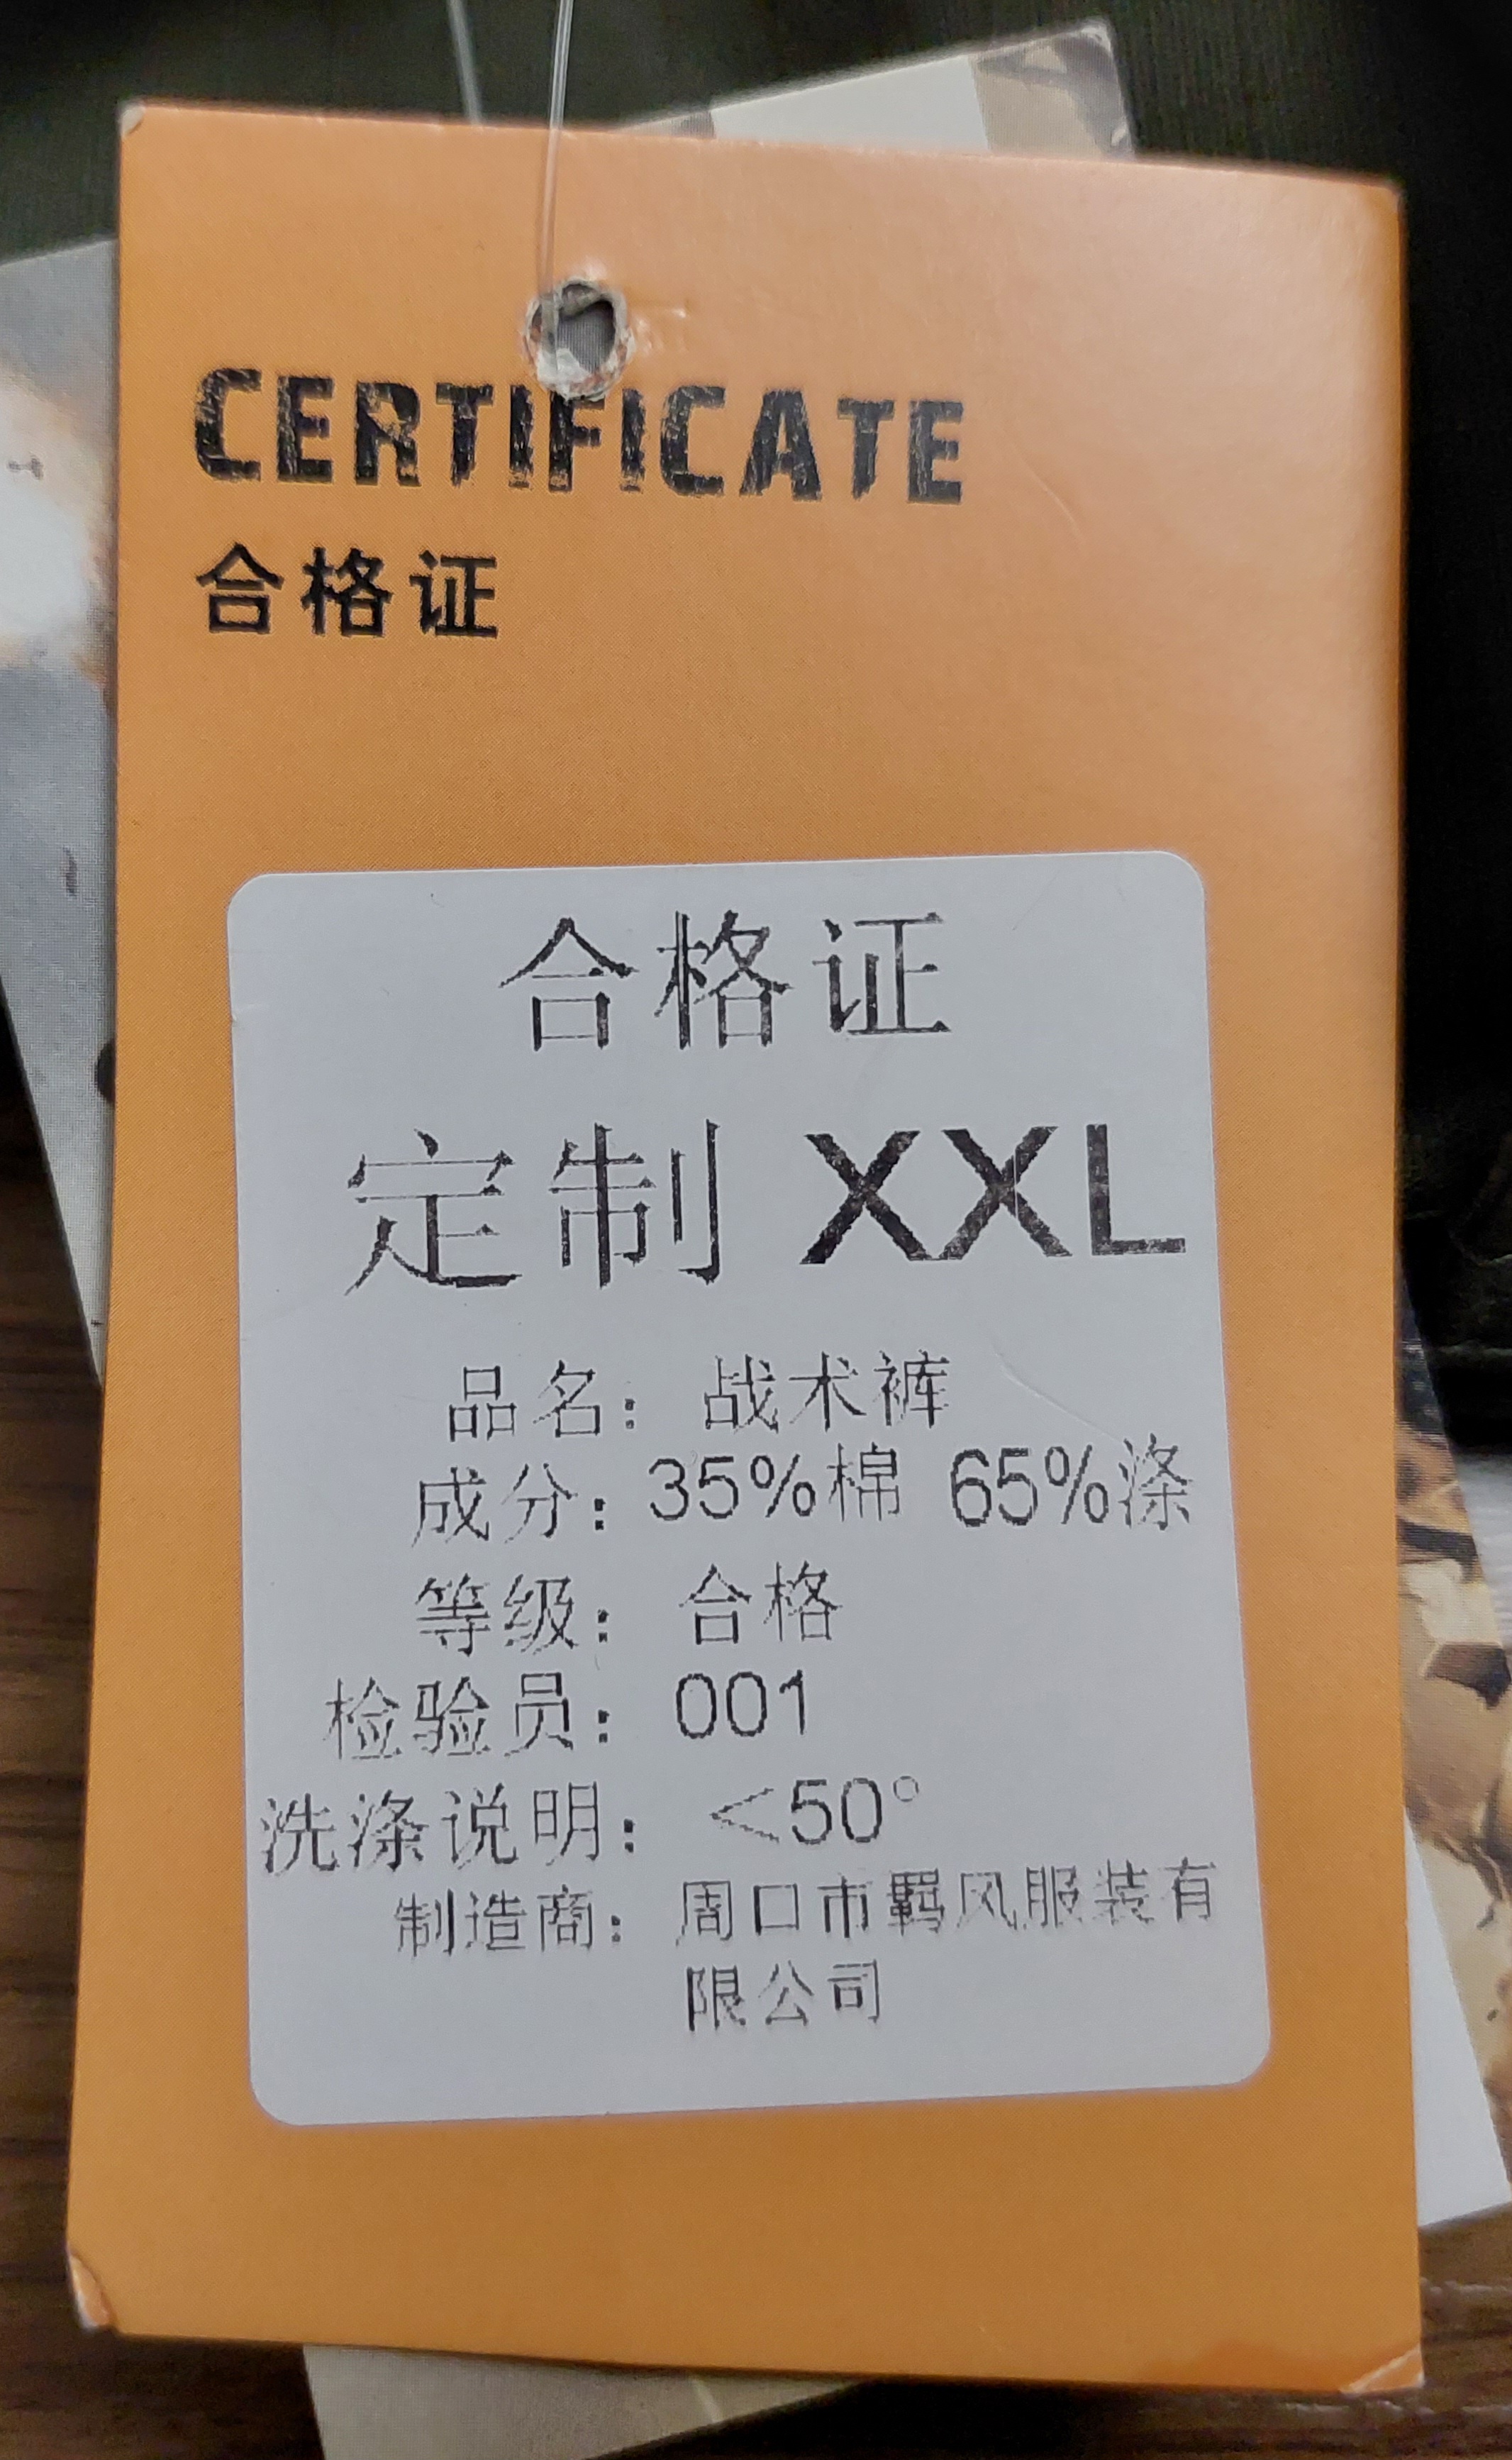 CERTIFICATE
合格证
合格证
定制 XXL
品名：战术裤
成分：35%棉 65%涤
等级：合格
检验员：001
洗涤说明：＜50°
制造商：周口市羁风服装有
限公司